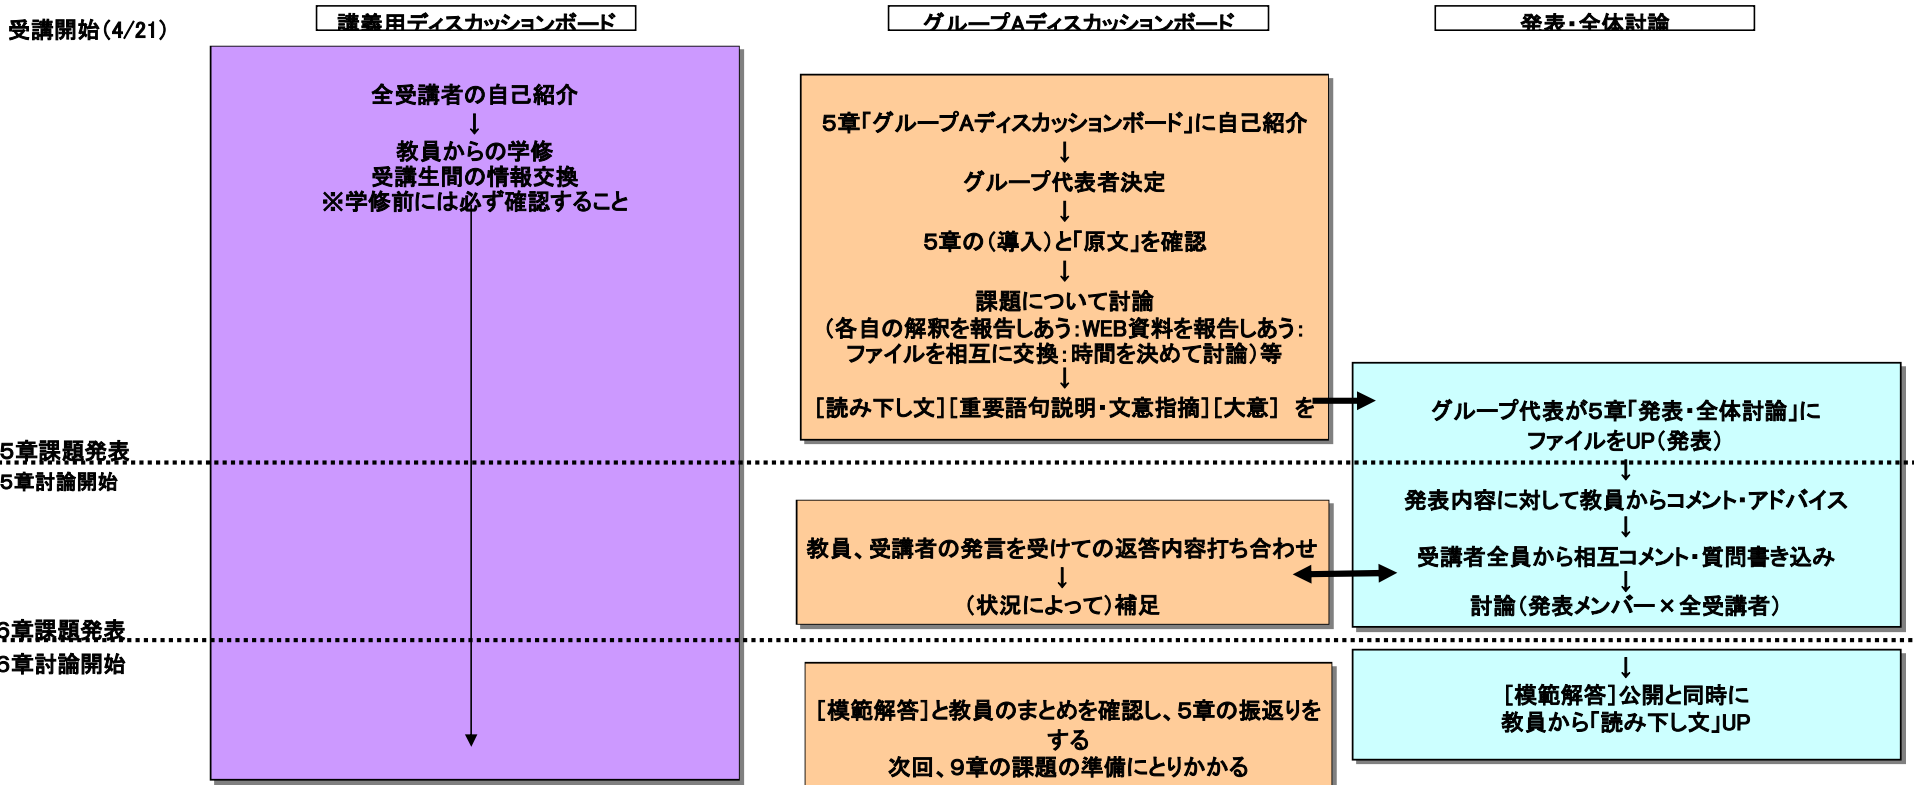 受講開始(4/21)
講義用ディスカッションボード
グループAディスカッションボード
発表・全体討論
全受講者の自己紹介
↓
教員からの学修
受講生間の情報交換
※学修前には必ず確認すること
5章「グループAディスカッションボード」に自己紹介
↓
グループ代表者決定
↓
5章の(導入)と「原文」を確認
↓
課題について討論
(各自の解釈を報告しあう:WEB資料を報告しあう:
ファイルを相互に交換:時間を決めて討論)等
↓
[読み下し文][重要語句説明・文意指摘][大意] を
グループ代表が5章「発表・全体討論」に
ファイルをUP(発表)
↓
発表内容に対して教員からコメント・アドバイス
↓
受講者全員から相互コメント・質問書き込み
↓
討論(発表メンバー×全受講者)
5章課題発表
5章討論開始
教員、受講者の発言を受けての返答内容打ち合わせ
↓
(状況によって)補足
6章課題発表
6章討論開始
[模範解答]と教員のまとめを確認し、5章の振返りを
する
次回、9章の課題の準備にとりかかる
↓
[模範解答]公開と同時に
教員から「読み下し文」UP